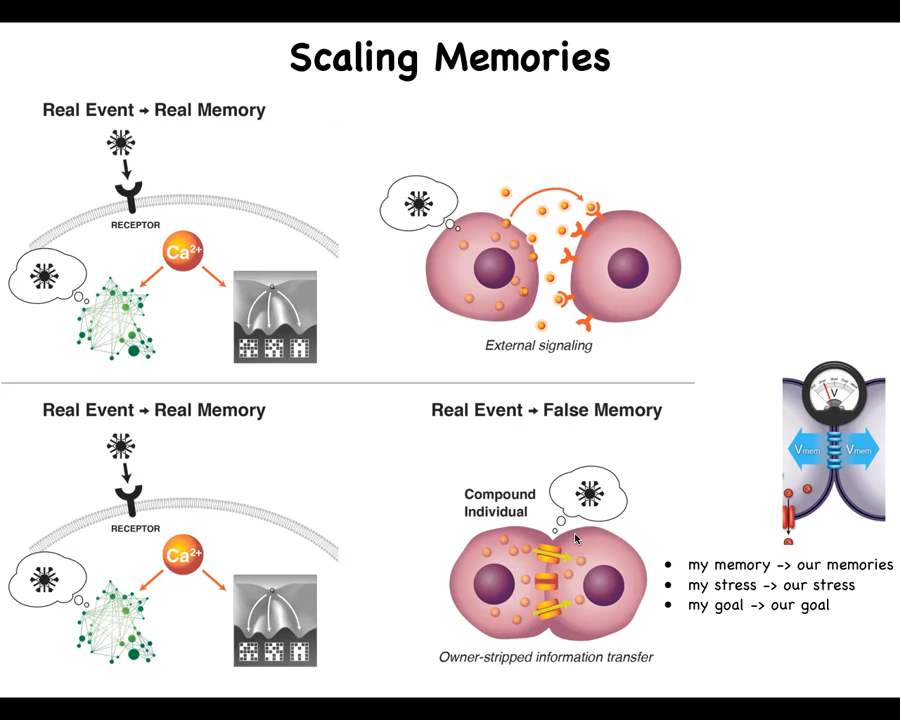 Scaling Memories
Real Event → Real Memory
RECEPTOR
Ca²⁺
External signaling
Real Event → Real Memory
RECEPTOR
Ca²⁺
Real Event → False Memory
Compound
Individual
Owner-stripped information transfer
V
Vmem Vmem
• my memory -> our memories
• my stress -> our stress
• my goal -> our goal